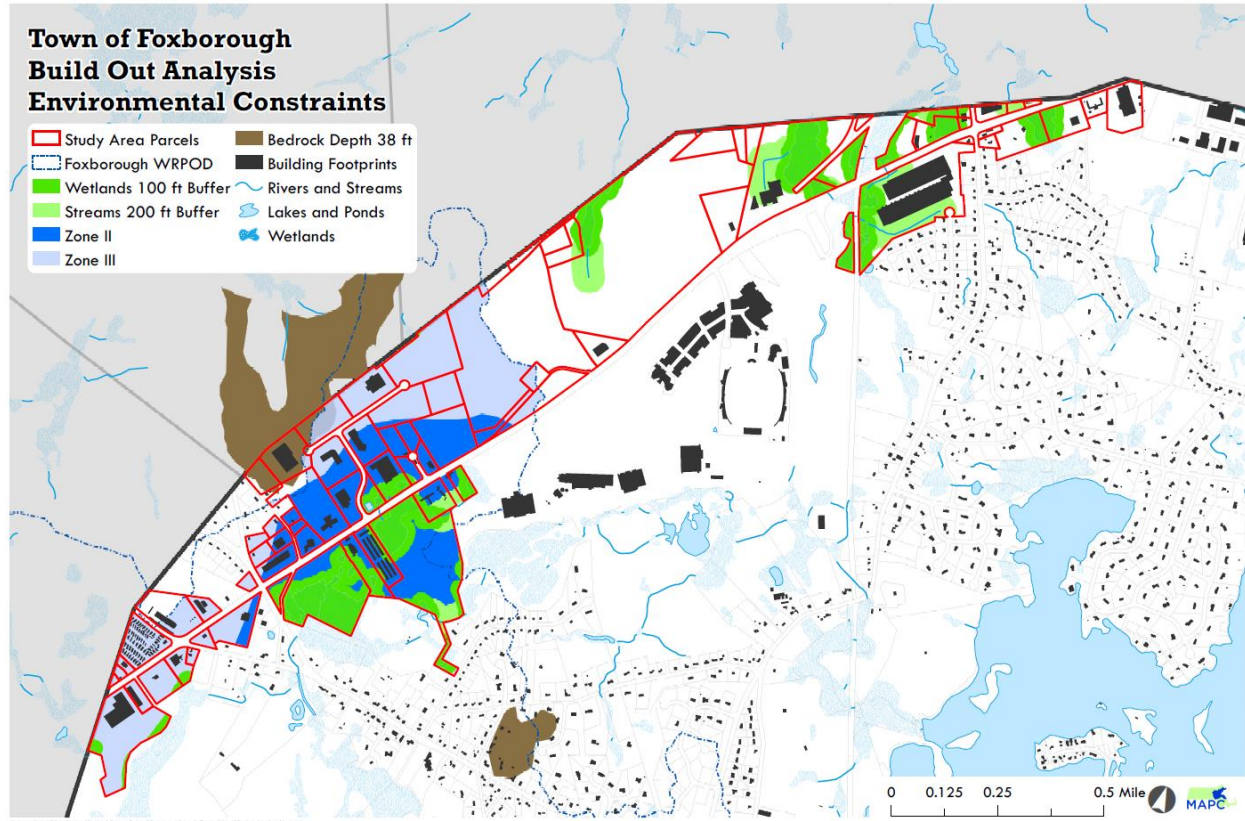 Town of Foxborough
Build Out Analysis
Environmental Constraints
Study Area Parcels
Foxborough WRPOD
Wetlands 100 ft Buffer
Streams 200 ft Buffer
Zone II
Zone III
Bedrock Depth 38 ft
Building Footprints
Rivers and Streams
Lakes and Ponds
Wetlands
0 0.125 0.25 0.5 Mile
MAPC